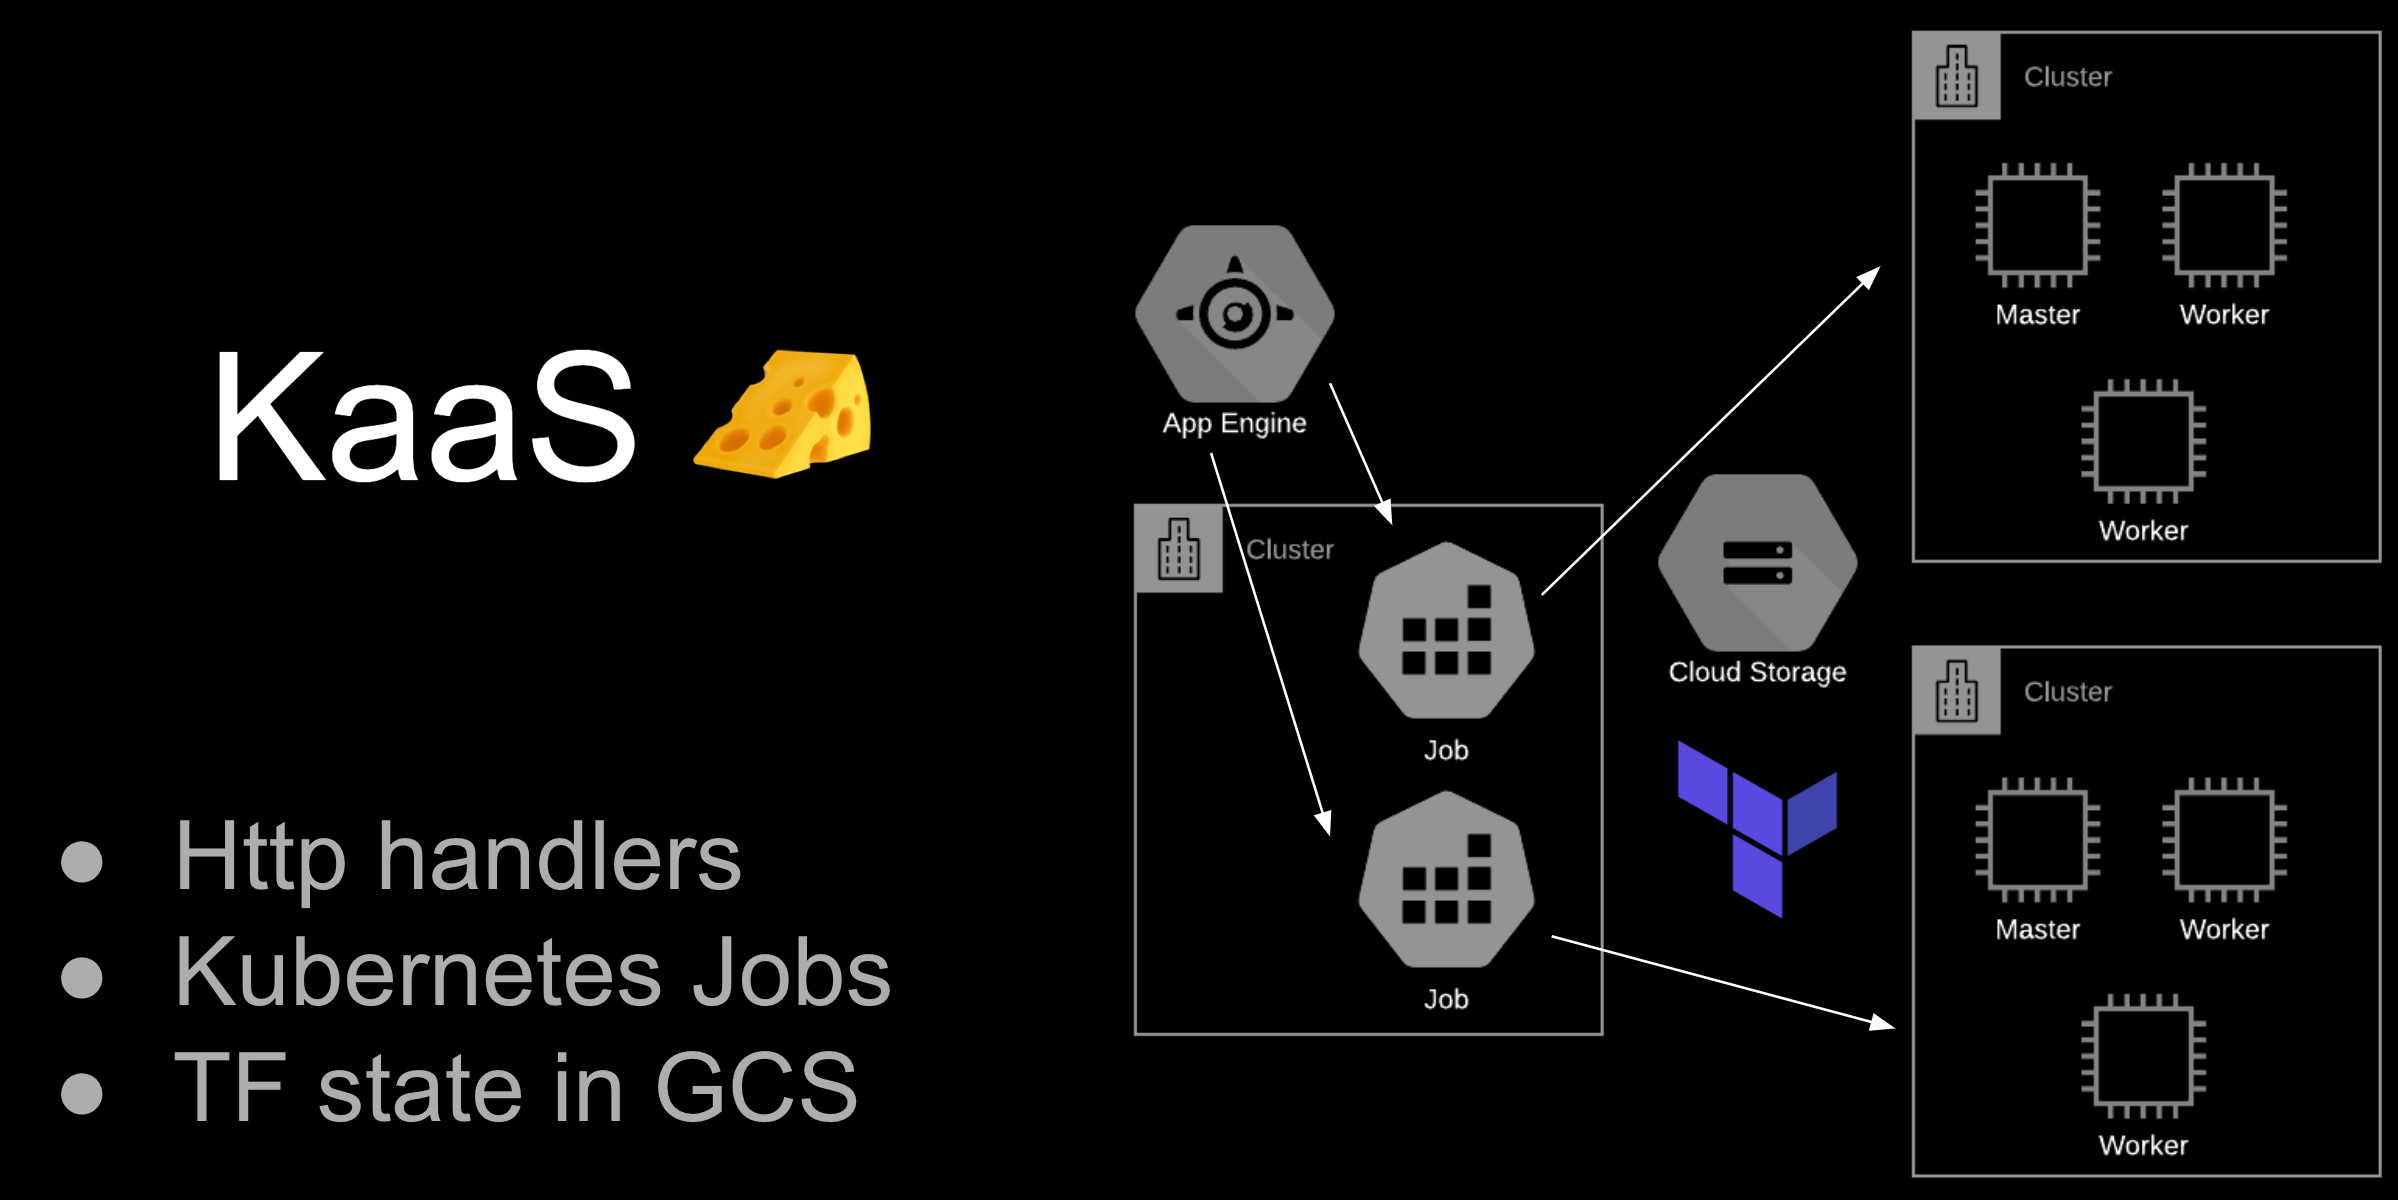 KaaS 🧀
● Http handlers
● Kubernetes Jobs
● TF state in GCS
App Engine
Cluster
Job
Job
Cloud Storage
Cluster
Master Worker
Worker
Cluster
Master Worker
Worker